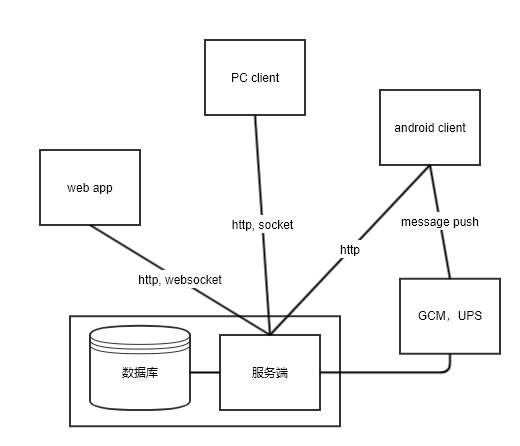 PC client
android client
web app
http, socket
message push
http
http, websocket
GCM，UPS
数据库
服务端